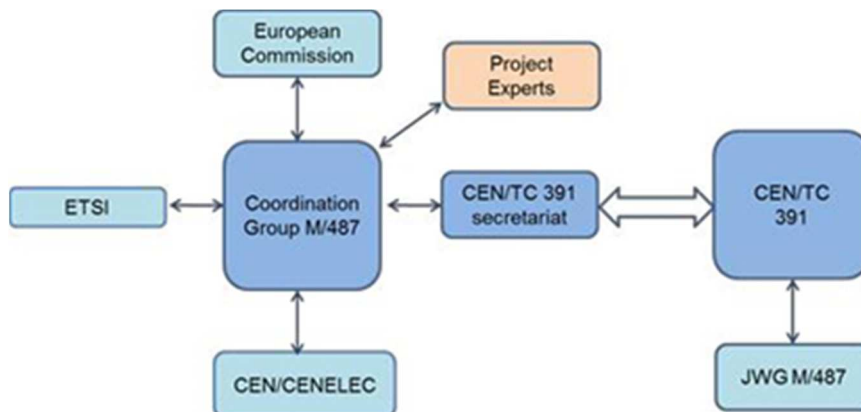 European
Commission
Project
Experts
ETSI
Coordination
Group M/487
CEN/TC 391
secretariat
CEN/TC
391
CEN/CENELEC
JWG M/487